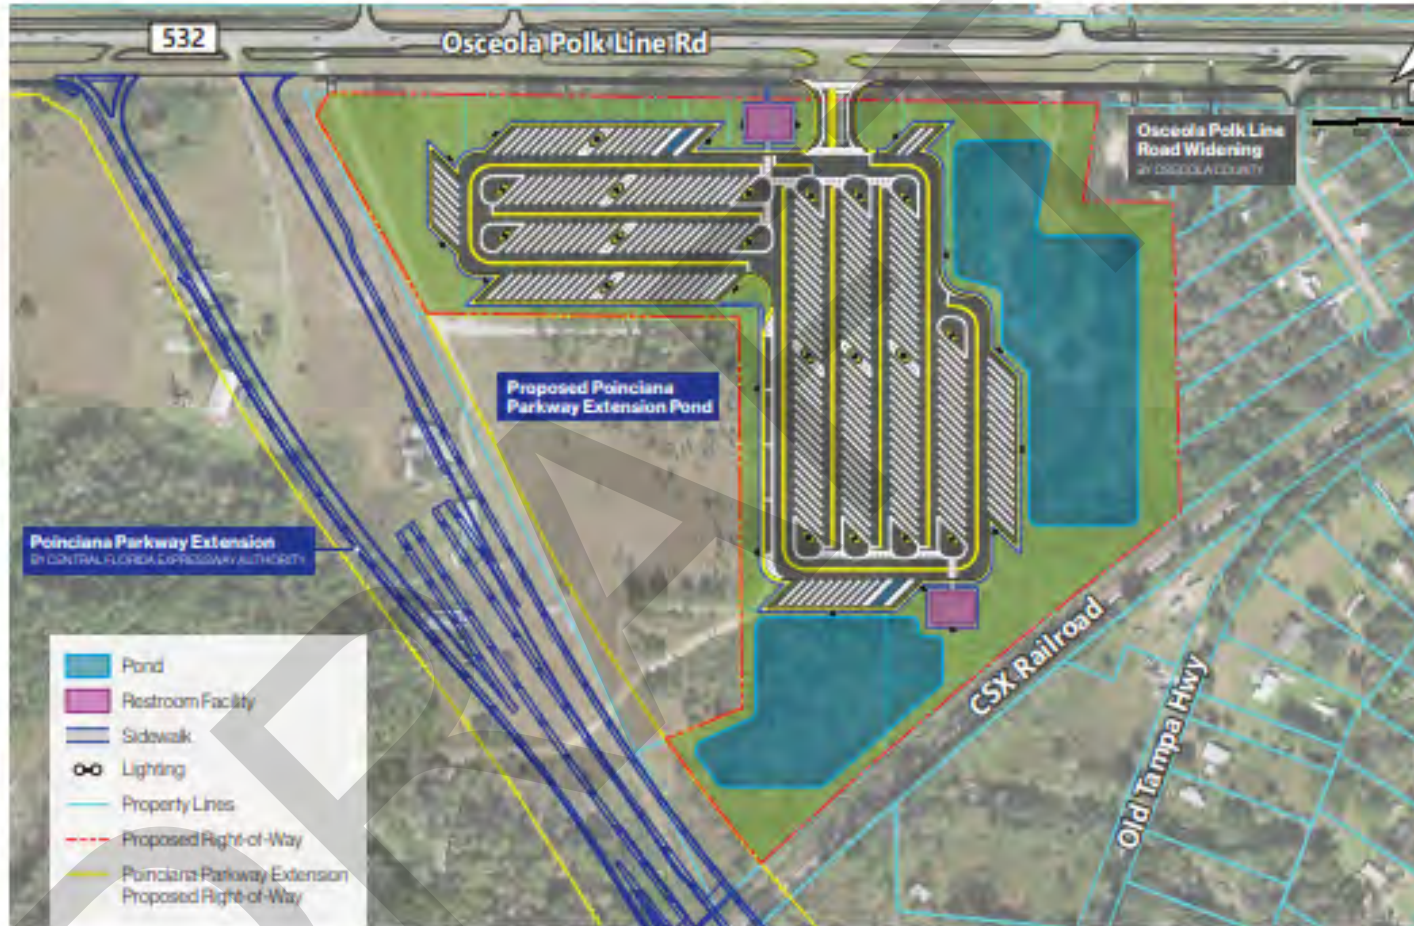 532
Osceola Polk Line Rd
Osceola Polk Line
Road Widening
BY OSCEOLA COUNTY
Proposed Poinciana
Parkway Extension Pond
Poinciana Parkway Extension
BY CENTRAL FLORIDA EXPRESSWAY AUTHORITY
CSX Railroad
Old Tampa Hwy
Pond
Restroom Facility
Sidewalk
Lighting
Property Lines
Proposed Right-of-Way
Poinciana Parkway Extension
Proposed Right-of-Way